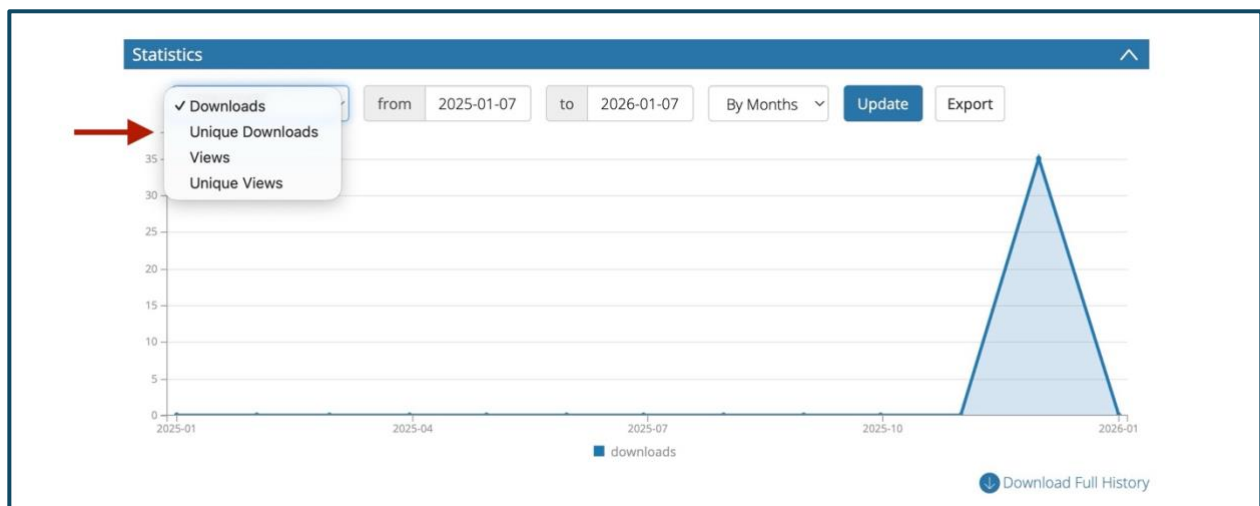 Statistics
✓ Downloads from 2025-01-07 to 2026-01-07 By Months Update Export
Unique Downloads
Views
Unique Views
35
30
25
20
15
10
5
0
2025-01 2025-04 2025-07 2025-10 2026-01
downloads
Download Full History